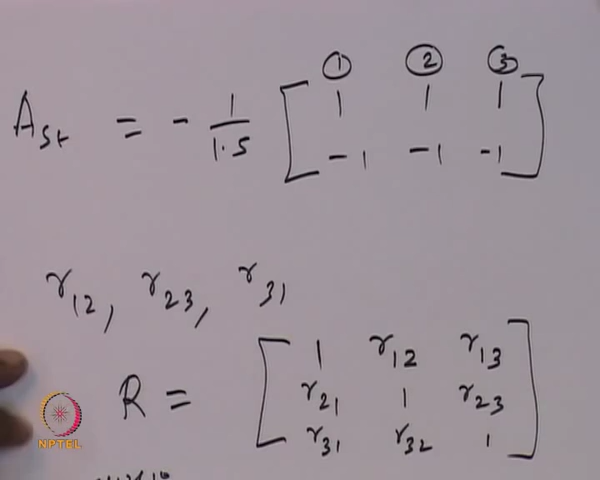 ① ② ③
A_st = - 1/1.5 [ 1 1 1
-1 -1 -1 ]
r_12, r_23, r_31
R = [ 1 r_12 r_13
r_21 1 r_23
r_31 r_32 1 ]
NPTEL